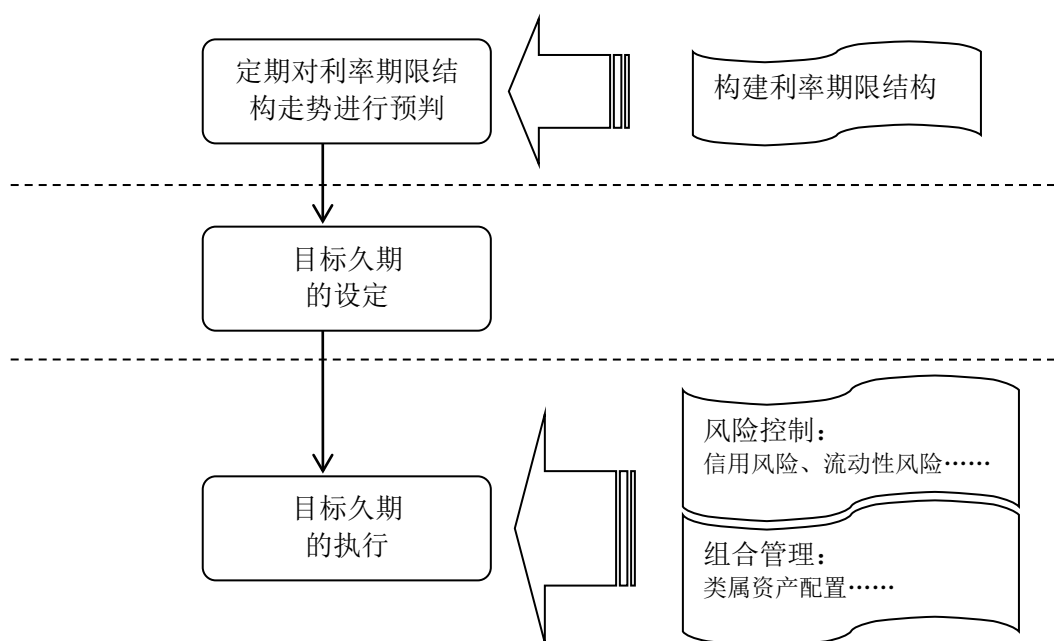 定期对利率期限结
构走势进行预判
构建利率期限结构
目标久期
的设定
风险控制：
信用风险、流动性风险……
目标久期
的执行
组合管理：
类属资产配置……